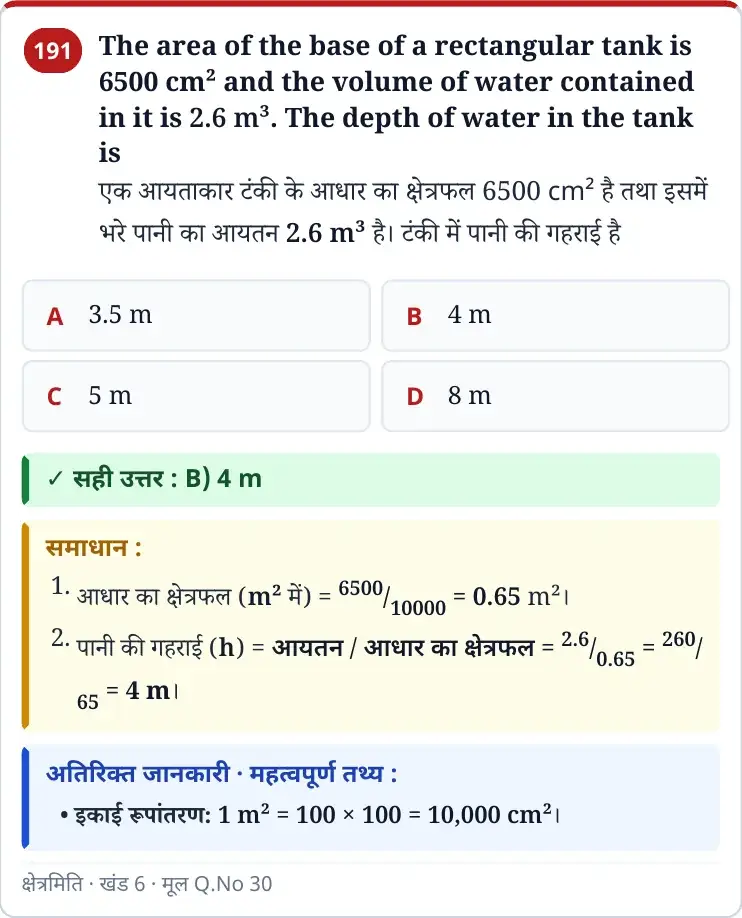 191
The area of the base of a rectangular tank is
6500 cm² and the volume of water contained
in it is 2.6 m³. The depth of water in the tank
is
एक आयताकार टंकी के आधार का क्षेत्रफल 6500 cm² है तथा इसमें
भरे पानी का आयतन 2.6 m³ है। टंकी में पानी की गहराई है
A 3.5 m
B 4 m
C 5 m
D 8 m
✓ सही उत्तर : B) 4 m
समाधान :
1. आधार का क्षेत्रफल (m² में) = ⁶⁵⁰⁰/₁₀₀₀₀ = 0.65 m²।
2. पानी की गहराई (h) = आयतन / आधार का क्षेत्रफल = 2.6/0.65 = 260/
65 = 4 m।
अतिरिक्त जानकारी · महत्वपूर्ण तथ्य :
• इकाई रूपांतरण: 1 m² = 100 × 100 = 10,000 cm²।
क्षेत्रमिति · खंड 6 · मूल Q.No 30